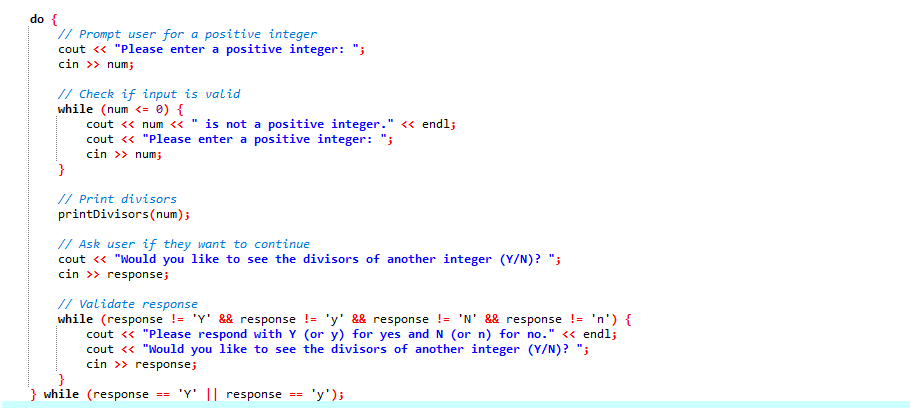 do {
    // Prompt user for a positive integer
    cout << "Please enter a positive integer: ";
    cin >> num;

    // Check if input is valid
    while (num <= 0) {
        cout << num << " is not a positive integer." << endl;
        cout << "Please enter a positive integer: ";
        cin >> num;
    }

    // Print divisors
    printDivisors(num);

    // Ask user if they want to continue
    cout << "Would you like to see the divisors of another integer (Y/N)? ";
    cin >> response;

    // Validate response
    while (response != 'Y' && response != 'y' && response != 'N' && response != 'n') {
        cout << "Please respond with Y (or y) for yes and N (or n) for no." << endl;
        cout << "Would you like to see the divisors of another integer (Y/N)? ";
        cin >> response;
    }
} while (response == 'Y' || response == 'y');